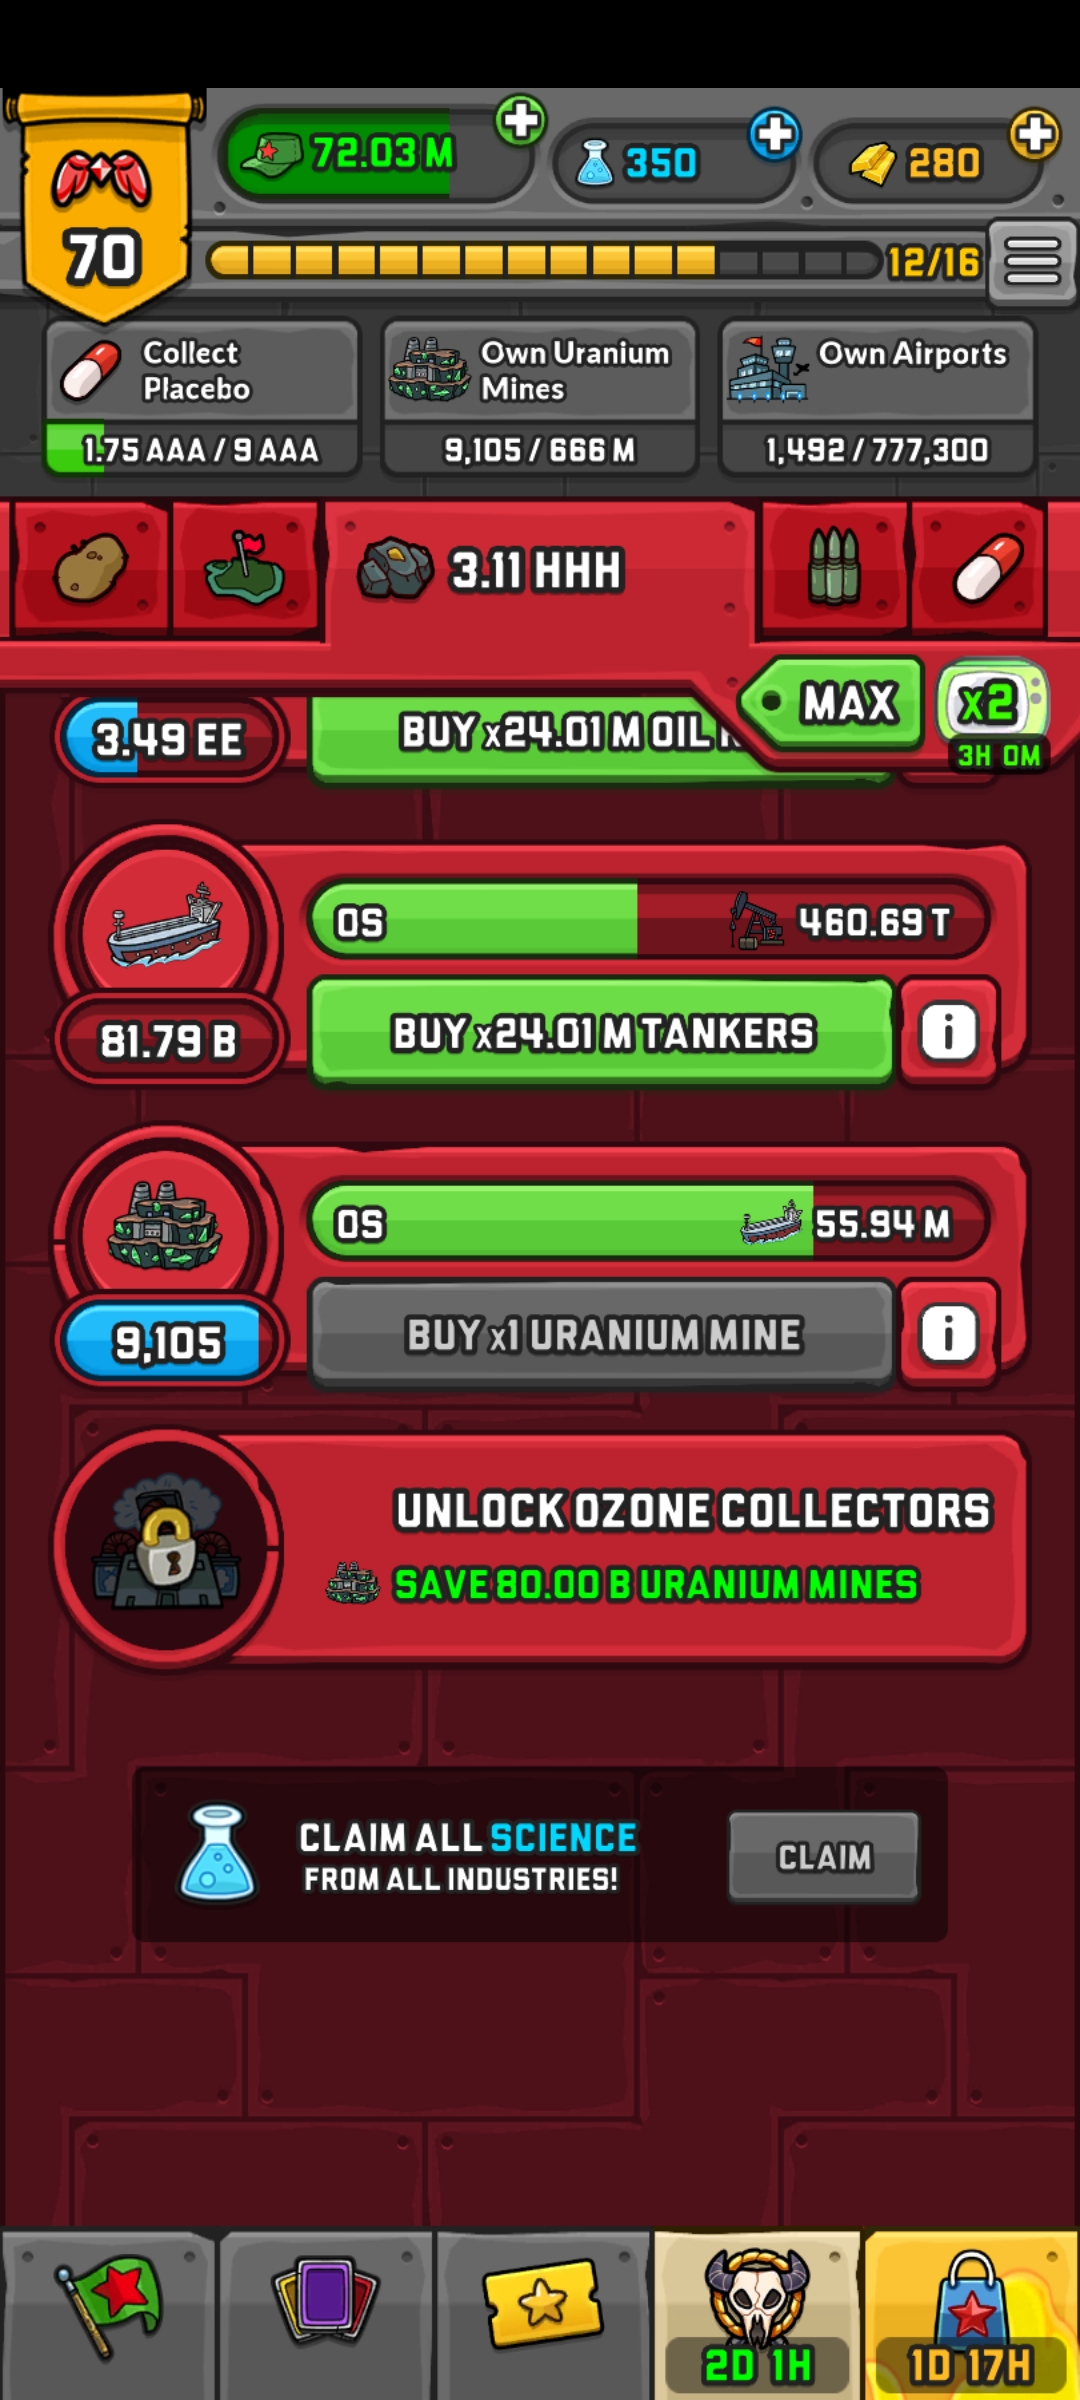 72.03 M
350
280
70
12/16
Collect
Placebo
1.75 AAA / 9 AAA
Own Uranium
Mines
9,105 / 666 M
Own Airports
1,492 / 777,300
3.11 HHH
MAX
x2
3H 0M
3.49 EE
BUY x24.01 M OIL
0S
460.69 T
81.79 B
BUY x24.01 M TANKERS
i
0S
55.94 M
9,105
BUY x1 URANIUM MINE
i
UNLOCK OZONE COLLECTORS
SAVE 80.00 B URANIUM MINES
CLAIM ALL SCIENCE
FROM ALL INDUSTRIES!
CLAIM
2D 1H
1D 17H